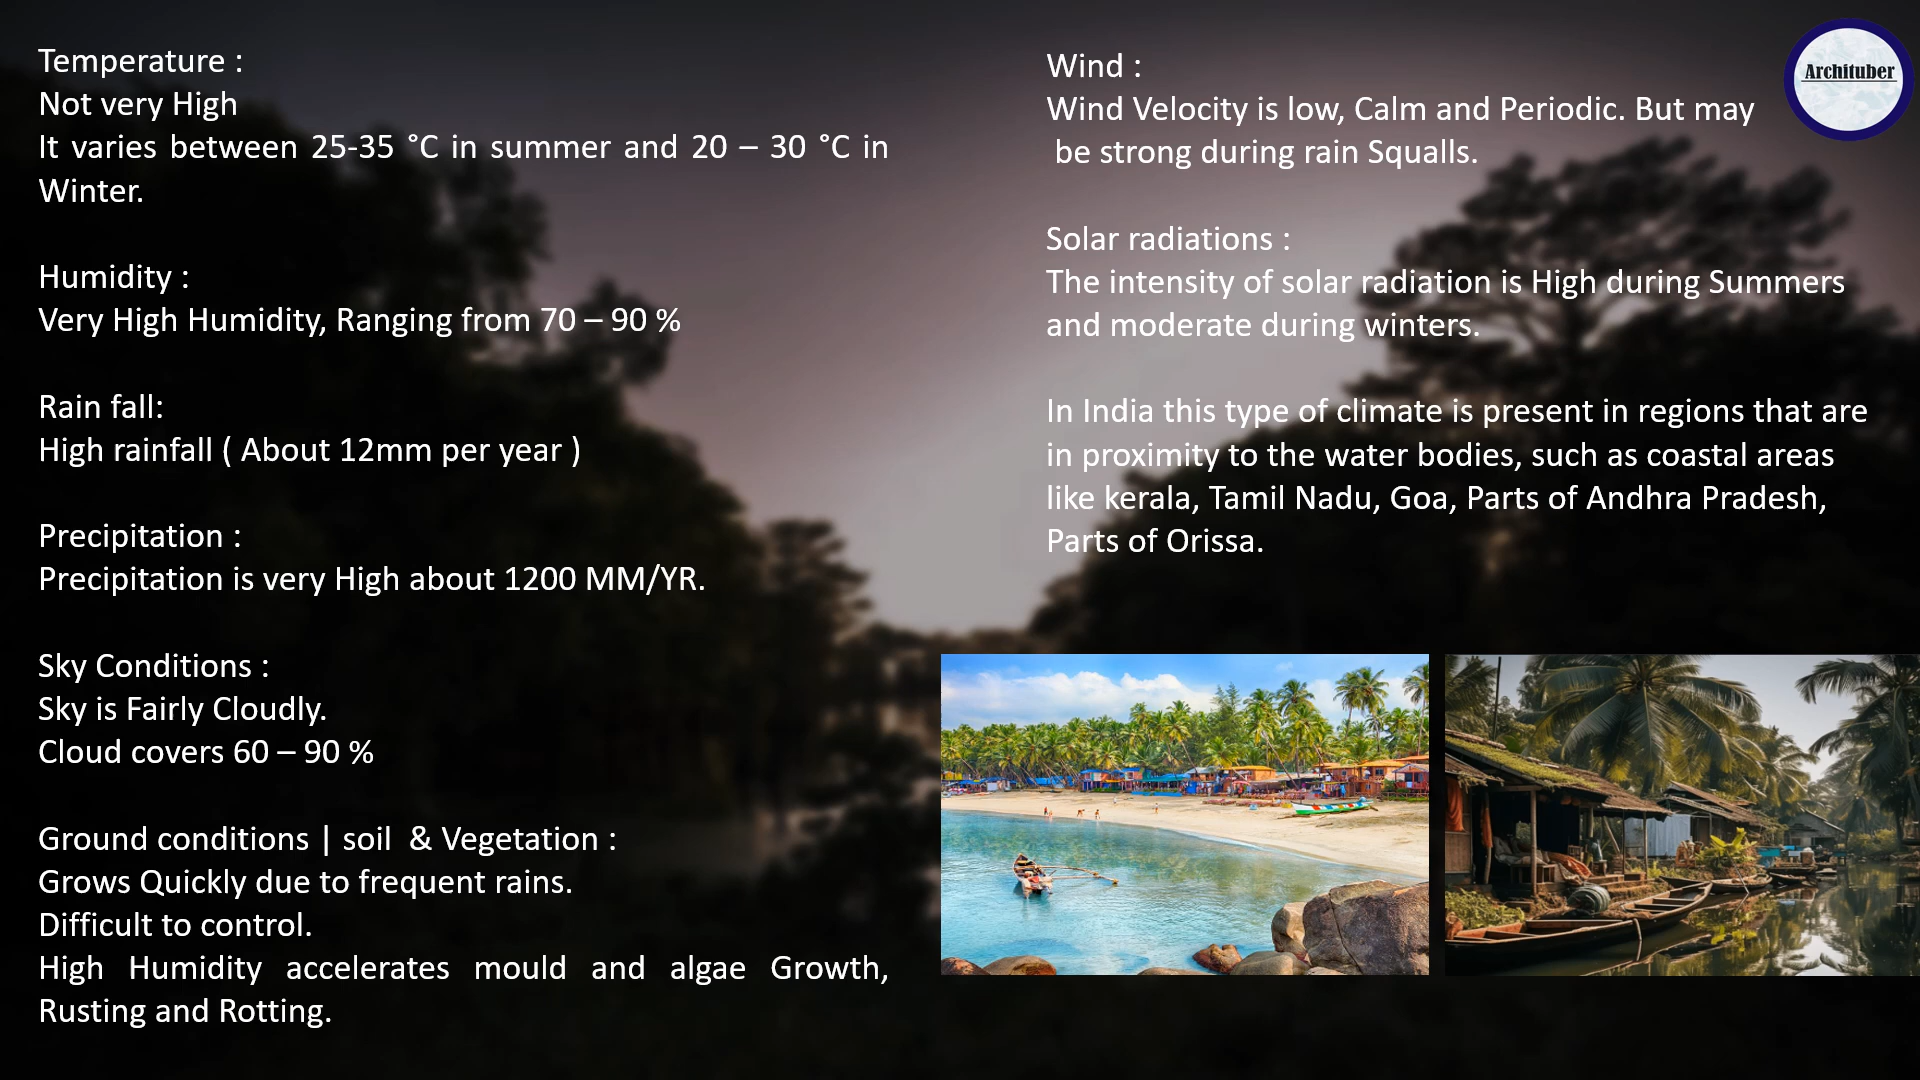 Temperature :
Not very High
It varies between 25-35 °C in summer and 20 – 30 °C in
Winter.
Humidity :
Very High Humidity, Ranging from 70 – 90 %
Rain fall:
High rainfall ( About 12mm per year )
Precipitation :
Precipitation is very High about 1200 MM/YR.
Sky Conditions :
Sky is Fairly Cloudly.
Cloud covers 60 – 90 %
Ground conditions | soil  & Vegetation :
Grows Quickly due to frequent rains.
Difficult to control.
High Humidity accelerates mould and algae Growth,
Rusting and Rotting.
Wind :
Wind Velocity is low, Calm and Periodic. But may
be strong during rain Squalls.
Solar radiations :
The intensity of solar radiation is High during Summers
and moderate during winters.
In India this type of climate is present in regions that are
in proximity to the water bodies, such as coastal areas
like kerala, Tamil Nadu, Goa, Parts of Andhra Pradesh,
Parts of Orissa.
Archituber